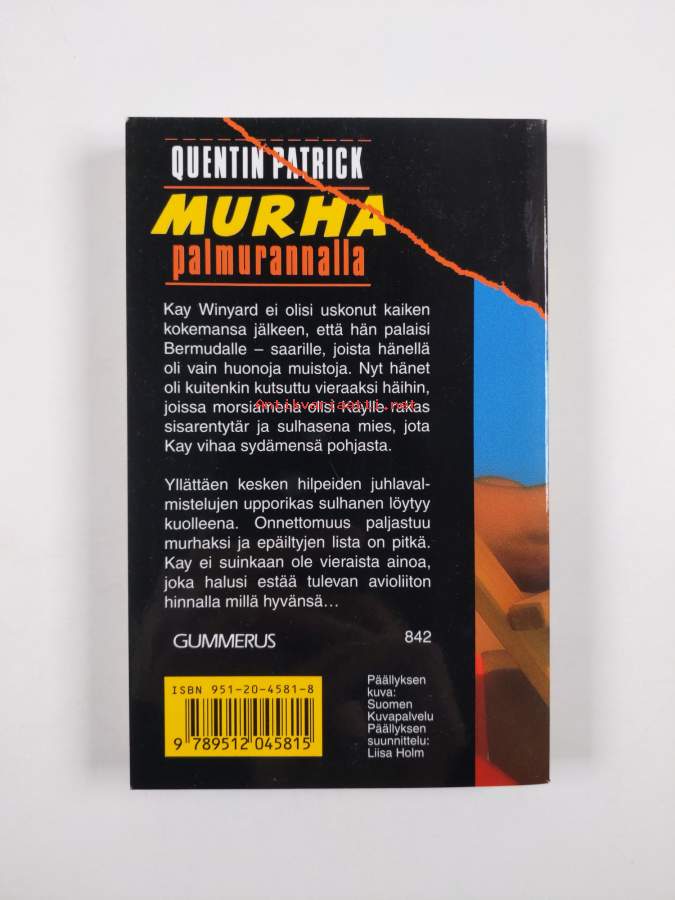 QUENTIN PATRICK
MURHA
palmurannalla
Kay Winyard ei olisi uskonut kaiken
kokemansa jälkeen, että hän palaisi
Bermudalle – saarille, joista hänellä
oli vain huonoja muistoja. Nyt hänet
oli kuitenkin kutsuttu vieraaksi häihin,
joissa morsiamena olisi Kaylle rakas
Antikvariaatti.net
sisarentytär ja sulhasena mies, jota
Kay vihaa sydämensä pohjasta.
Yllättäen kesken hilpeiden juhlaval-
mistelujen upporikas sulhanen löytyy
kuolleena. Onnettomuus paljastuu
murhaksi ja epäiltyjen lista on pitkä.
Kay ei suinkaan ole vieraista ainoa,
joka halusi estää tulevan avioliiton
hinnalla millä hyvänsä...
GUMMERUS 842
ISBN 951-20-4581-8
9 789512 045815
Päällyksen
kuva:
Suomen
Kuvapalvelu
Päällyksen
suunnittelu:
Liisa Holm